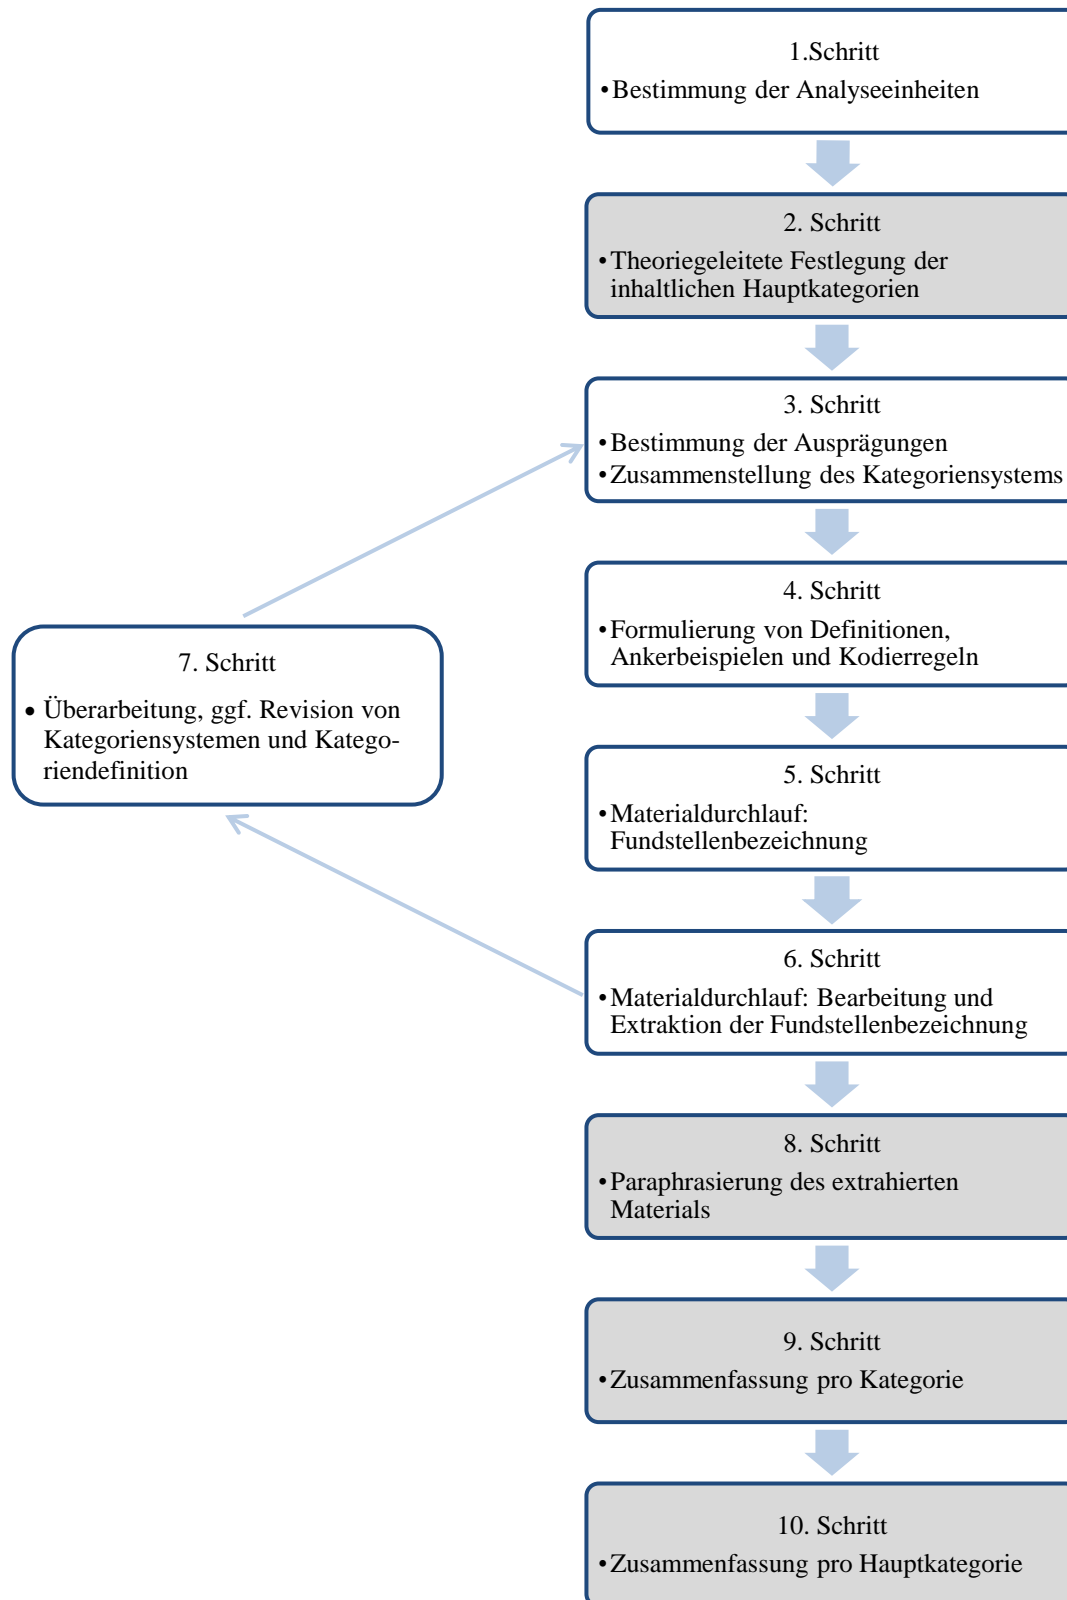 1.Schritt
•Bestimmung der Analyseeinheiten
2. Schritt
•Theoriegeleitete Festlegung der
inhaltlichen Hauptkategorien
3. Schritt
•Bestimmung der Ausprägungen
•Zusammenstellung des Kategoriensystems
4. Schritt
•Formulierung von Definitionen,
Ankerbeispielen und Kodierregeln
5. Schritt
•Materialdurchlauf:
Fundstellenbezeichnung
6. Schritt
•Materialdurchlauf: Bearbeitung und
Extraktion der Fundstellenbezeichnung
7. Schritt
• Überarbeitung, ggf. Revision von
Kategoriensystemen und Katego-
riendefinition
8. Schritt
•Paraphrasierung des extrahierten
Materials
9. Schritt
•Zusammenfassung pro Kategorie
10. Schritt
•Zusammenfassung pro Hauptkategorie